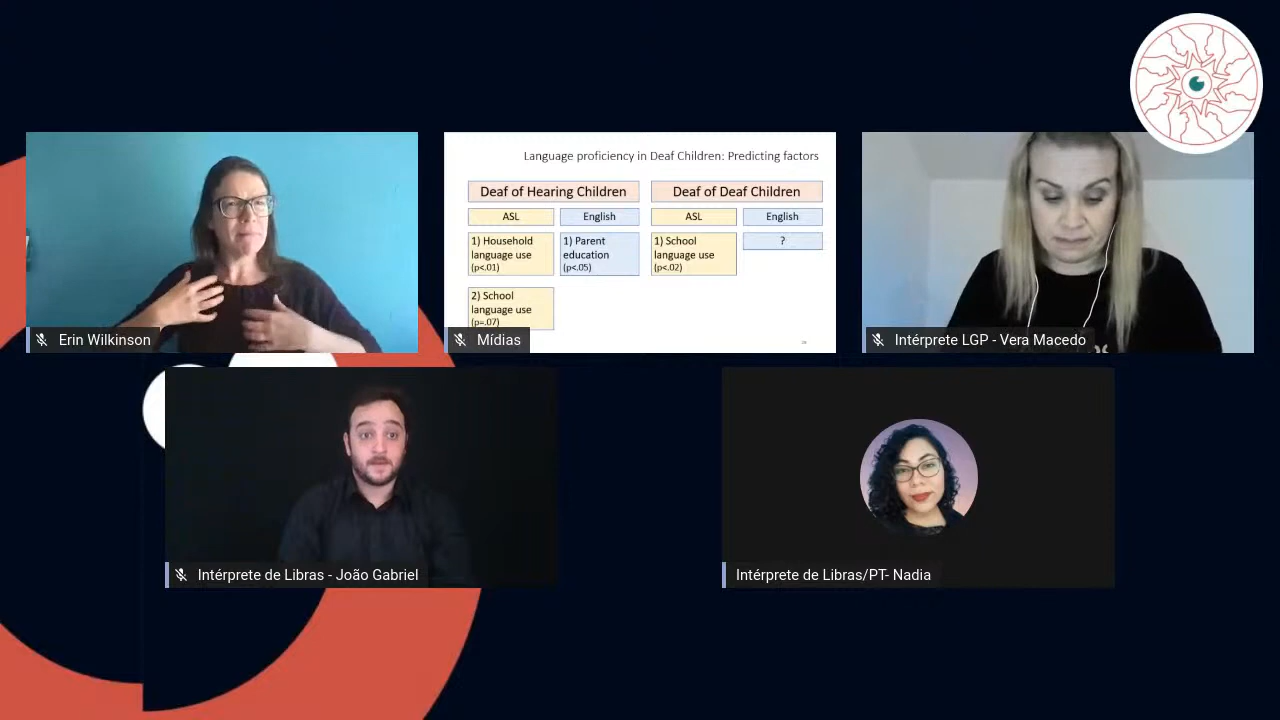 Language proficiency in Deaf Children: Predicting factors
Deaf of Hearing Children
Deaf of Deaf Children
ASL
English
ASL
English
1) Household
language use
(p<.01)
1) Parent
education
(p<.05)
1) School
language use
(p<.02)
?
2) School
language use
(p=.07)
Erin Wilkinson
Mídias
Intérprete LGP - Vera Macedo
Intérprete de Libras - João Gabriel
Intérprete de Libras/PT- Nadia